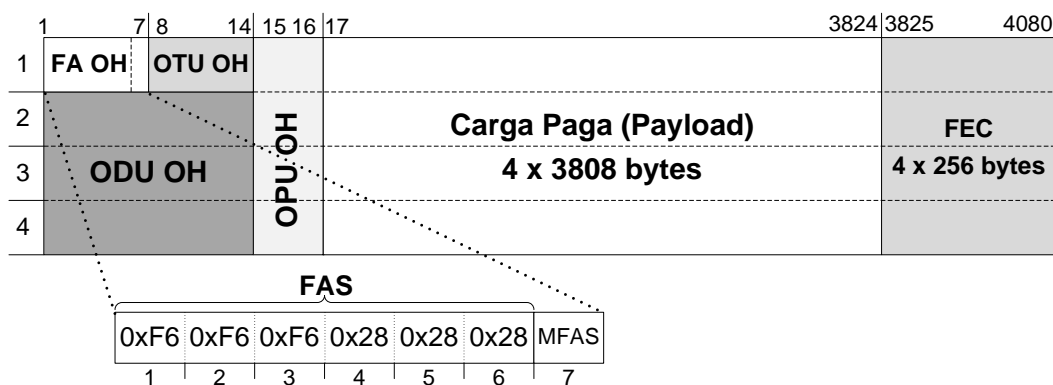 1 7 8 14 15 16 17 3824 3825 4080
1 FA OH OTU OH
2 Carga Paga (Payload) FEC
3 ODU OH OPU OH 4 x 3808 bytes 4 x 256 bytes
4
FAS
0xF6 0xF6 0xF6 0x28 0x28 0x28 MFAS
1 2 3 4 5 6 7